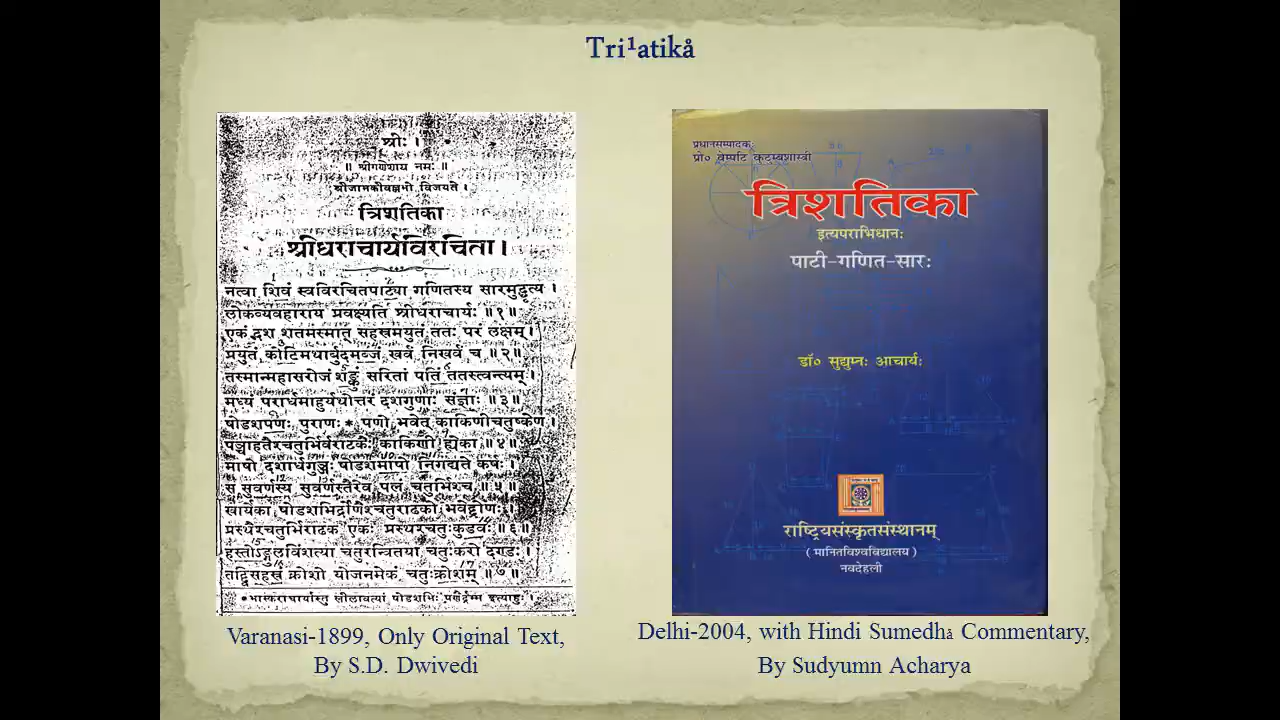 Tri¹atikå
श्रीः ।
॥ श्रीगणेशाय नमः ॥
श्रीजानकीवल्लभो विजयते ।
त्रिशतिका
श्रीधराचार्यविरचिता।
नत्वा शिवं स्वविरचितपाट्या गणितस्य सारमुद्धृत्य ।
लोकव्यवहाराय प्रवक्ष्यति श्रीधराचार्यः ॥१॥
एकं दश शतमस्मात् सहस्रमयुतं ततः परं लक्षम् ।
प्रयुतं कोटिमथार्बुदमब्जं खर्वं निखर्वं च ॥२॥
तस्मान्महासरोजं शङ्कुं सरितां पतिं ततस्त्वन्त्यम् ।
मध्यं परार्धमाहुर्यथोत्तरं दशगुणाः संज्ञाः ॥३॥
षोडशपणः पुराणः* पणो भवेत् काकिणीचतुष्केण ।
पञ्चाहतैश्चतुर्भिर्वराटकैः काकिणी ह्येका ॥४॥
माषो दशार्धगुञ्जः षोडशमाषो निगद्यते कर्षः ।
स सुवर्णस्य सुवर्णस्तैरेव पलं चतुर्भिश्च ॥५॥
खार्येका षोडशभिर्द्रोणैश्चतुराढको भवेद्द्रोणः ।
प्रस्थैश्चतुर्भिराढक एकः प्रस्थश्चतुःकुडवः ॥६॥
हस्तोऽङ्गुलविंशत्या चतुरन्वितया चतुःकरो दण्डः ।
तद्द्विसहस्रं क्रोशो योजनमेकं चतुःक्रोशम् ॥७॥
*भास्कराचार्यास्तु लीलावत्यां षोडशभिः पणैर्द्रम्म इत्याहुः ।
Varanasi-1899, Only Original Text,
By S.D. Dwivedi
प्रधानसम्पादकः
प्रो० वेम्पटि कुटुम्बशास्त्री
त्रिशतिका
इत्यपराभिधानः
पाटी-गणित-सारः
डॉ० सुद्युम्नः आचार्यः
राष्ट्रियसंस्कृतसंस्थानम्
( मानितविश्वविद्यालय )
नवदेहली
Delhi-2004, with Hindi Sumedhå Commentary,
By Sudyumn Acharya